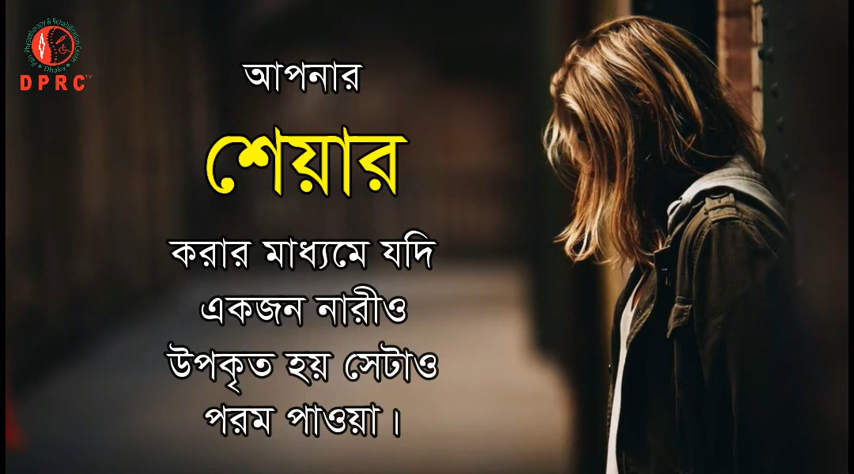 DPRC
আপনার
শেয়ার
করার মাধ্যমে যদি
একজন নারীও
উপকৃত হয় সেটাও
পরম পাওয়া।